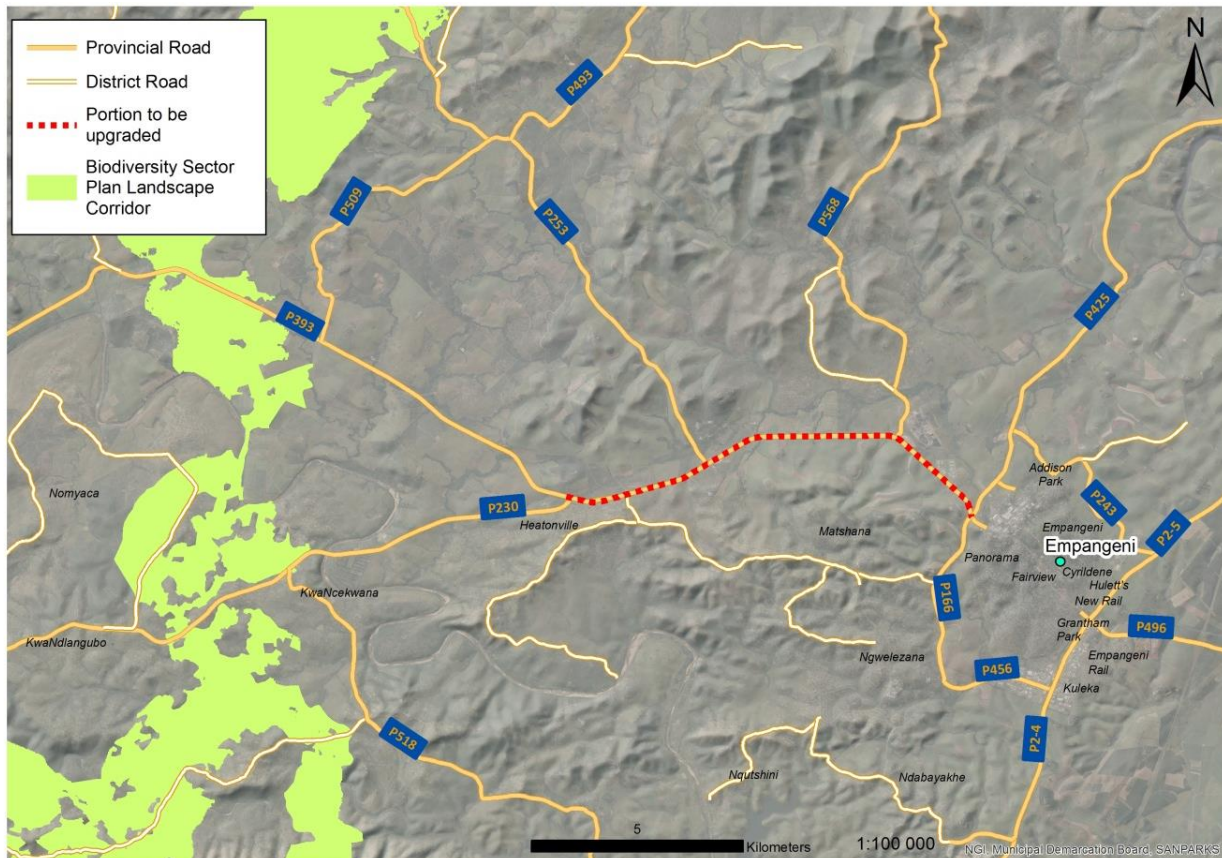 Provincial Road
District Road
Portion to be
upgraded
Biodiversity Sector
Plan Landscape
Corridor
N
P493
P509
P253
P568
P425
P393
Nomyaca
Addison
Park
P243
P230
Heatonville
Matshana
Empangeni
P2-5
Panorama
Empangeni
Fairview
Cyrildene
Hulett's
KwaNcekwana
New Rail
P166
Grantham
Park
P496
KwaNdlangubo
Ngwelezana
Empangeni
Rail
P456
Kuleka
P518
P2-4
Nqutshini
Ndabayakhe
5
Kilometers
1:100 000
NGI, Municipal Demarcation Board, SANPARKS